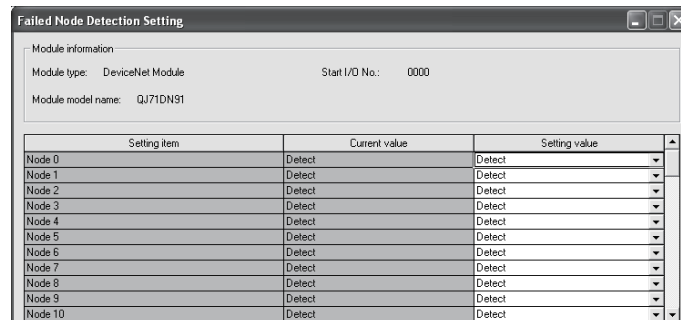 Failed Node Detection Setting
Module information
Module type: DeviceNet Module Start I/O No.: 0000
Module model name: QJ71DN91
Setting item Current value Setting value
Node 0 Detect Detect
Node 1 Detect Detect
Node 2 Detect Detect
Node 3 Detect Detect
Node 4 Detect Detect
Node 5 Detect Detect
Node 6 Detect Detect
Node 7 Detect Detect
Node 8 Detect Detect
Node 9 Detect Detect
Node 10 Detect Detect